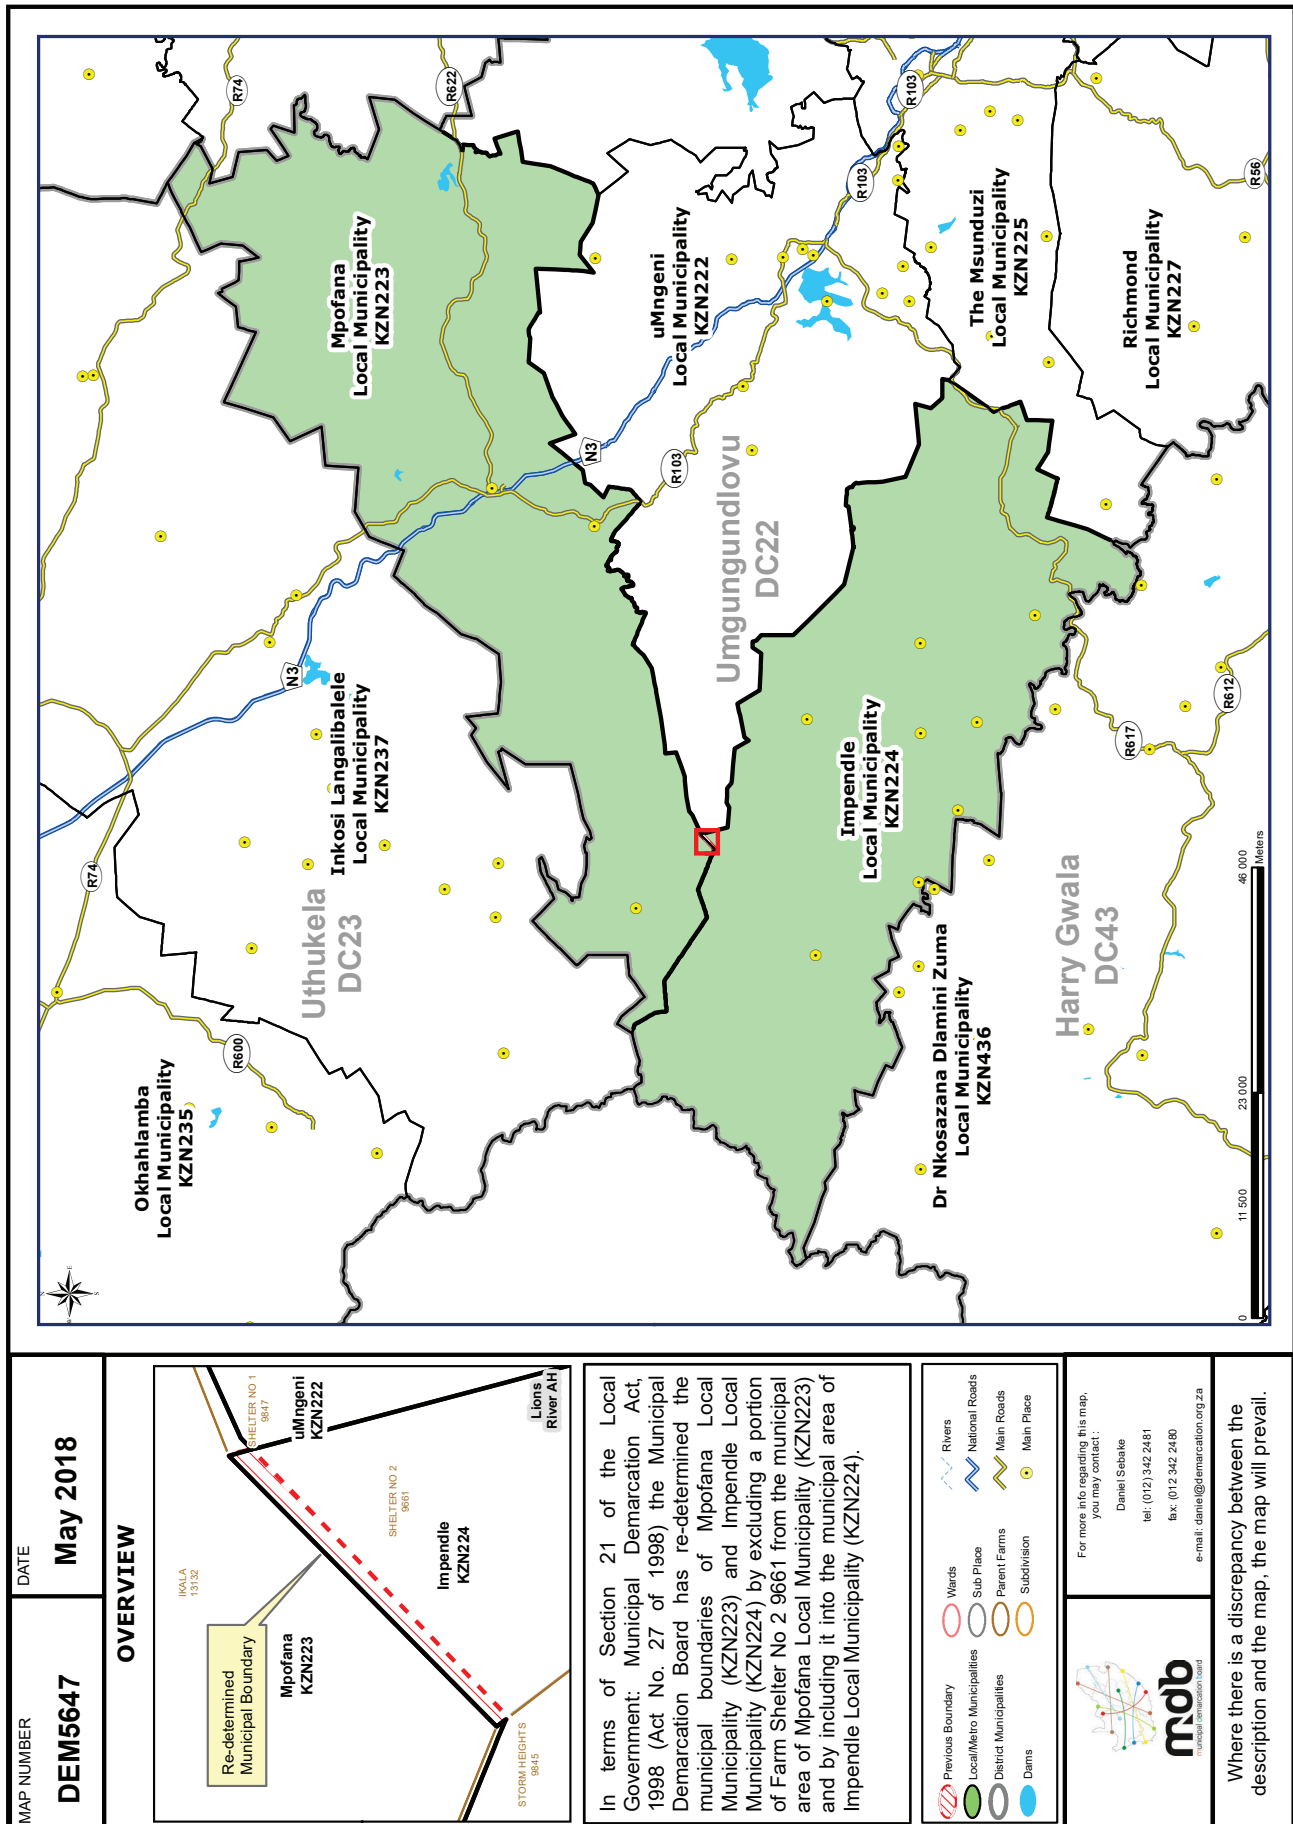 MAP NUMBER
DEM5647
DATE
May 2018
OVERVIEW
IKALA
13132
SHELTER NO 1
9847
uMngeni
KZN222
Lions
River AH
Re-determined
Municipal Boundary
Mpofana
KZN223
SHELTER NO 2
9661
Impendle
KZN224
STORM HEIGHTS
9845
In terms of Section 21 of the Local
Government: Municipal Demarcation Act,
1998 (Act No. 27 of 1998) the Municipal
Demarcation Board has re-determined the
municipal boundaries of Mpofana Local
Municipality (KZN223) and Impendle Local
Municipality (KZN224) by excluding a portion
of Farm Shelter No 2 9661 from the municipal
area of Mpofana Local Municipality (KZN223)
and by including it into the municipal area of
Impendle Local Municipality (KZN224).
Previous Boundary
Local/Metro Municipalities
District Municipalities
Dams
Wards
Sub Place
Parent Farms
Subdivision
Rivers
National Roads
Main Roads
Main Place
mdb
municipal demarcation board
For more info regarding this map,
you may contact :
Daniel Sebake
tel: (012) 342 2481
fax: (012 342 2480
e-mail: daniel@demarcation.org.za
Where there is a discrepancy between the
description and the map, the map will prevail.
N
E
S
W
Okhahlamba
Local Municipality
KZN235
R600
R74
Uthukela
DC23
Inkosi Langalibalele
Local Municipality
KZN237
N3
Mpofana
Local Municipality
KZN223
R74
R622
N3
R103
uMngeni
Local Municipality
KZN222
Umgungundlovu
DC22
R103
R103
The Msunduzi
Local Municipality
KZN225
Richmond
Local Municipality
KZN227
R56
Impendle
Local Municipality
KZN224
R617
R612
Dr Nkosazana Dlamini Zuma
Local Municipality
KZN436
Harry Gwala
DC43
0
11 500
23 000
46 000
Meters